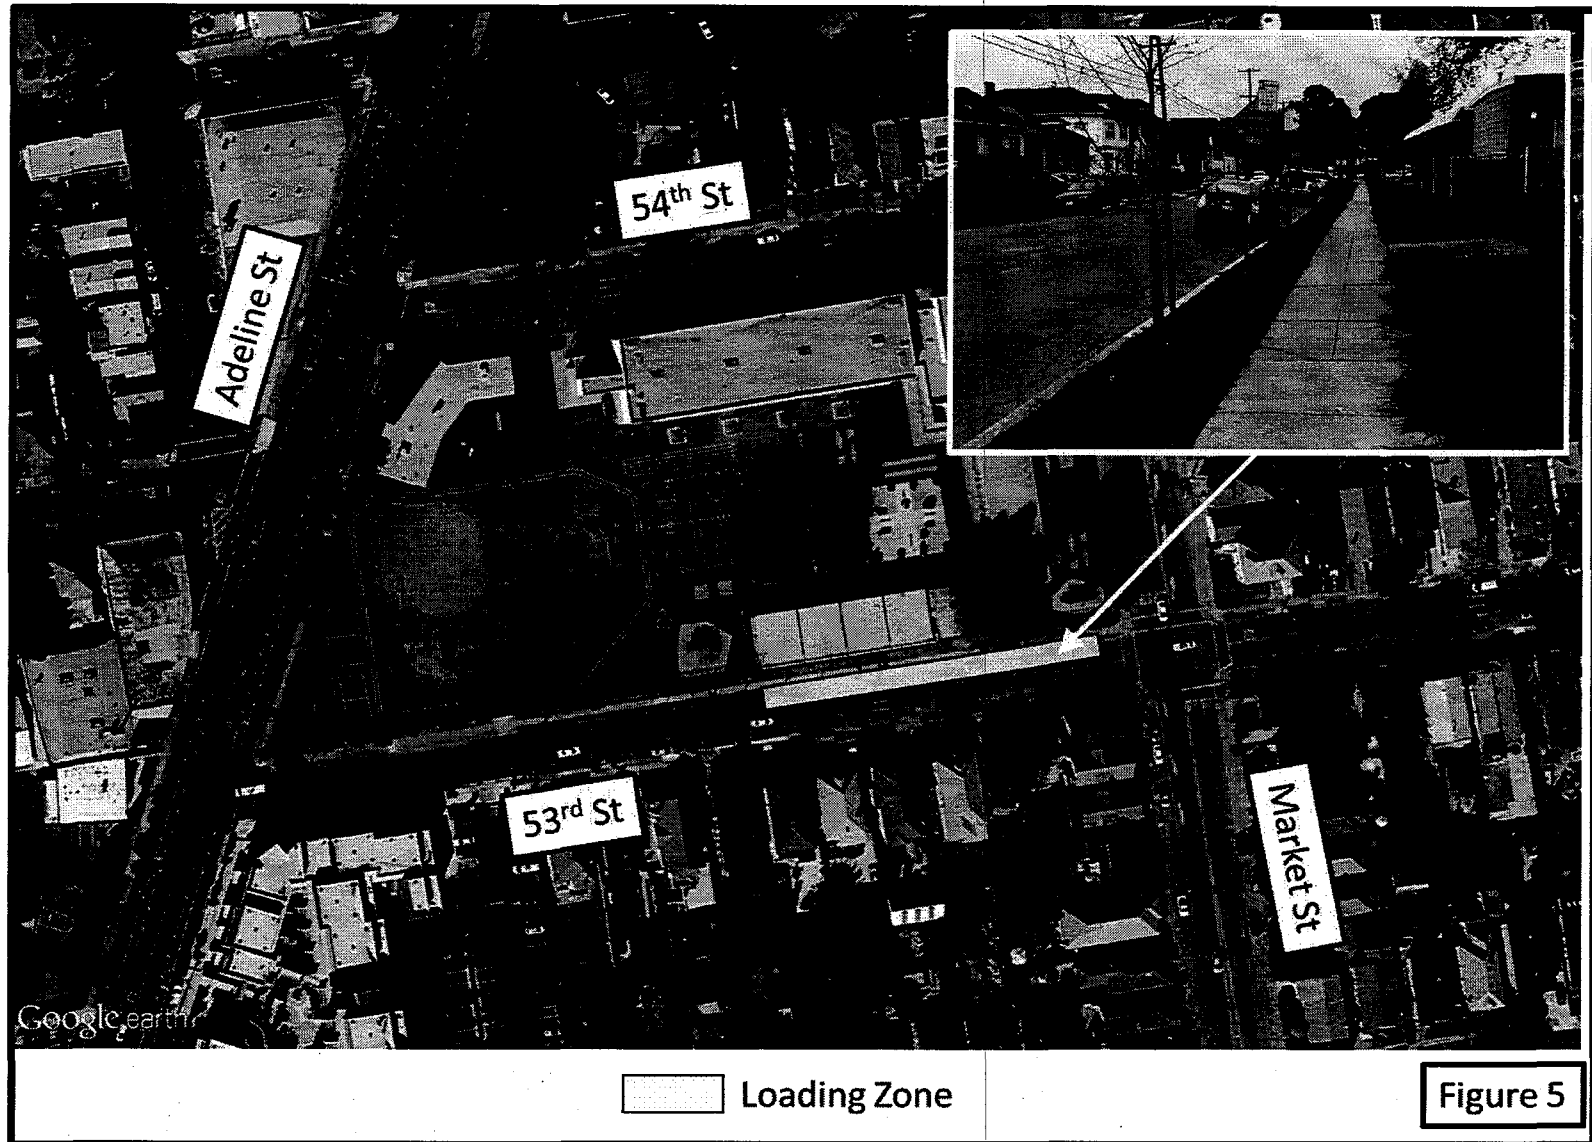 54th St
Adeline St
53rd St
Market St
Google earth
Loading Zone
Figure 5